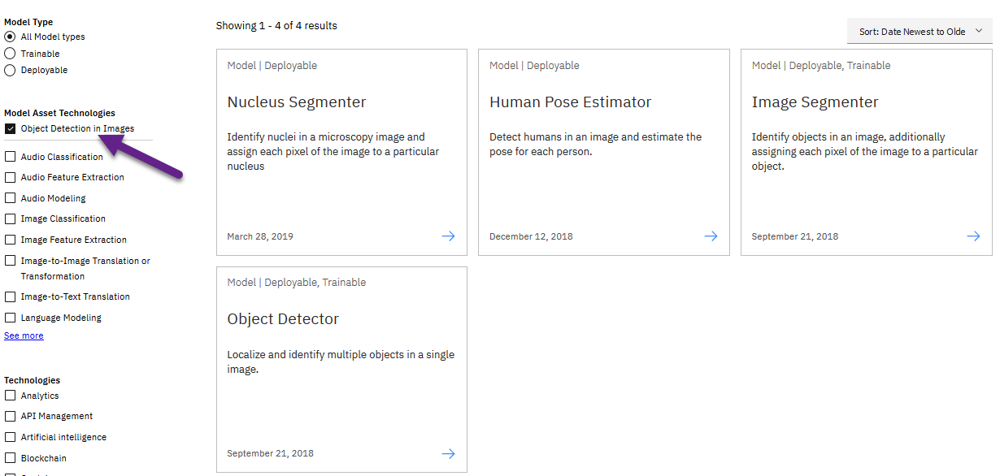 Model Type
All Model types
Trainable
Deployable
Model Asset Technologies
Object Detection in Images
Audio Classification
Audio Feature Extraction
Audio Modeling
Image Classification
Image Feature Extraction
Image-to-Image Translation or
Transformation
Image-to-Text Translation
Language Modeling
See more
Technologies
Analytics
API Management
Artificial intelligence
Blockchain
Showing 1 - 4 of 4 results
Sort: Date Newest to Olde
Model | Deployable
Nucleus Segmenter
Identify nuclei in a microscopy image and
assign each pixel of the image to a particular
nucleus
March 28, 2019
Model | Deployable
Human Pose Estimator
Detect humans in an image and estimate the
pose for each person.
December 12, 2018
Model | Deployable, Trainable
Image Segmenter
Identify objects in an image, additionally
assigning each pixel of the image to a particular
object.
September 21, 2018
Model | Deployable, Trainable
Object Detector
Localize and identify multiple objects in a single
image.
September 21, 2018